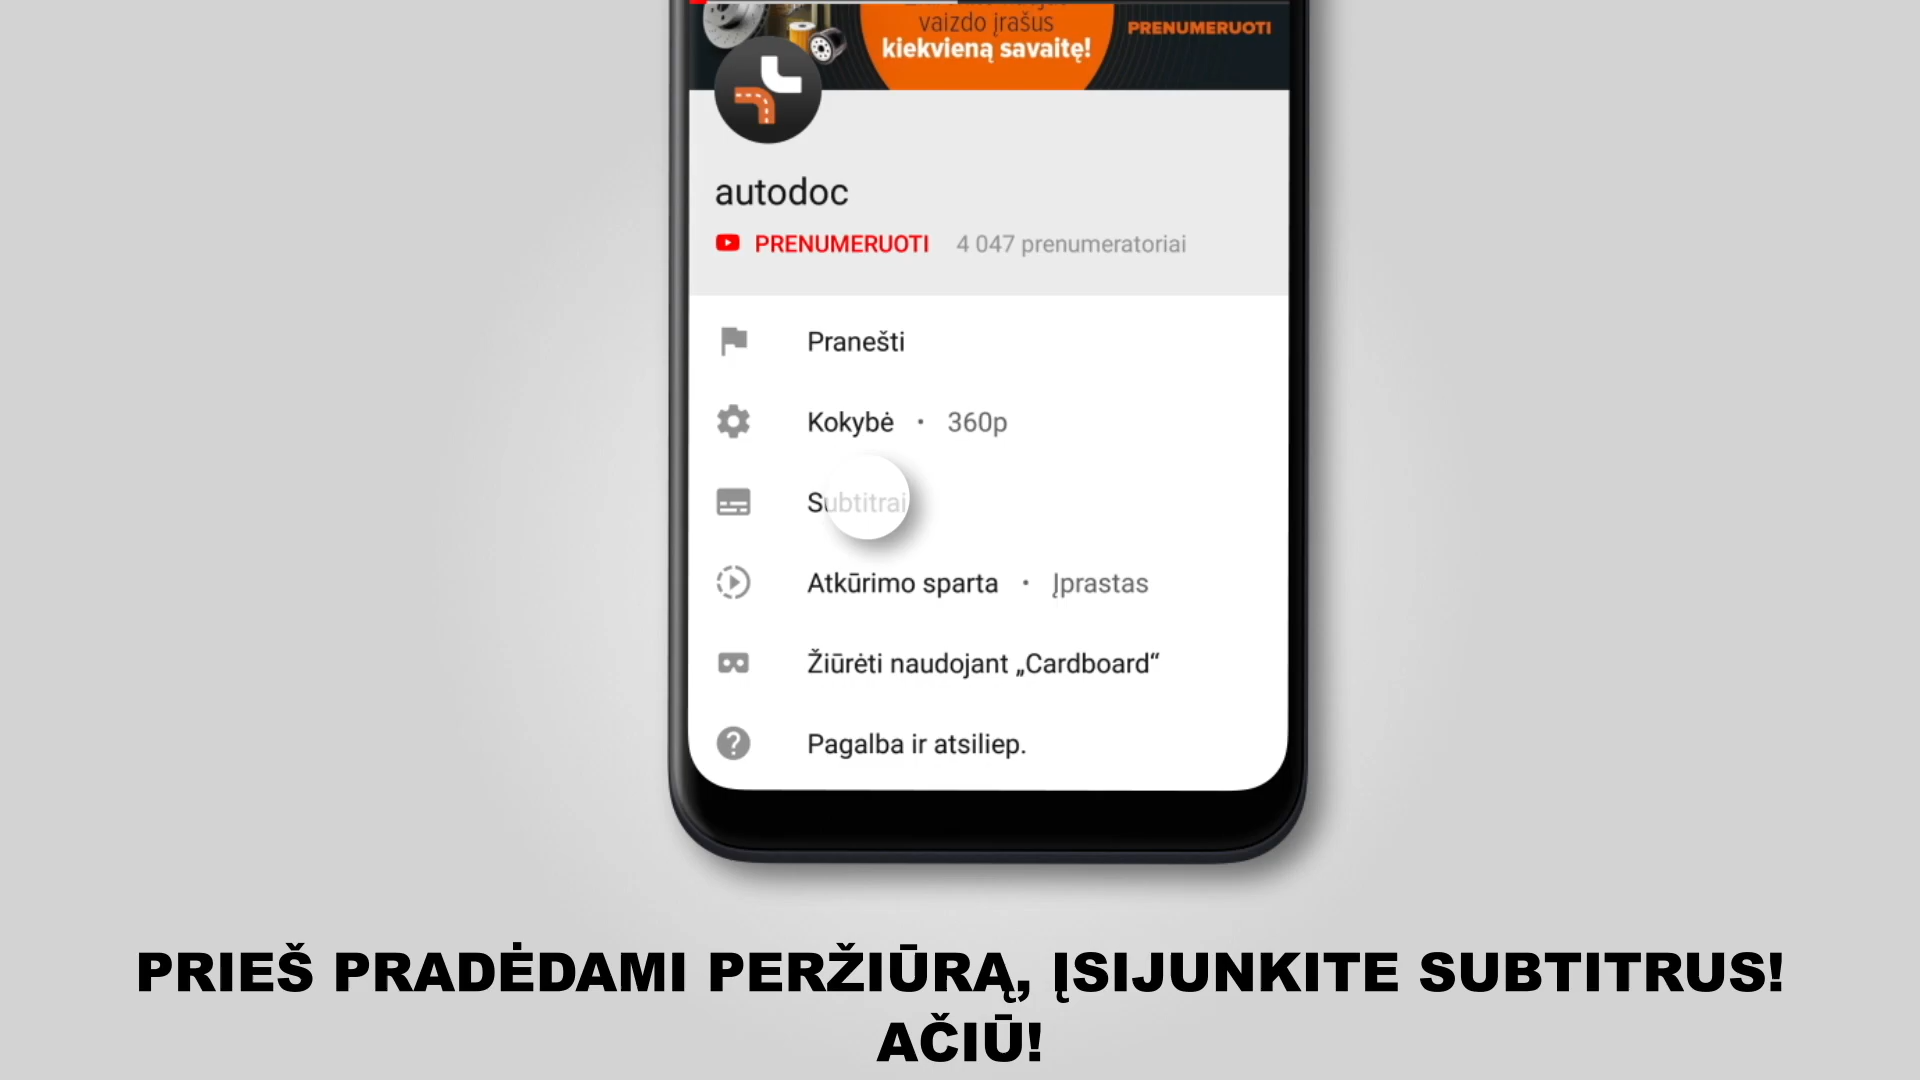 vaizdo įrašus
kiekvieną savaitę!
PRENUMERUOTI
autodoc
PRENUMERUOTI 4 047 prenumeratoriai
Pranešti
Kokybė • 360p
Subtitrai
Atkūrimo sparta • Įprastas
Žiūrėti naudojant „Cardboard“
Pagalba ir atsiliep.
PRIEŠ PRADĖDAMI PERŽIŪRĄ, ĮSIJUNKITE SUBTITRUS!
AČIŪ!